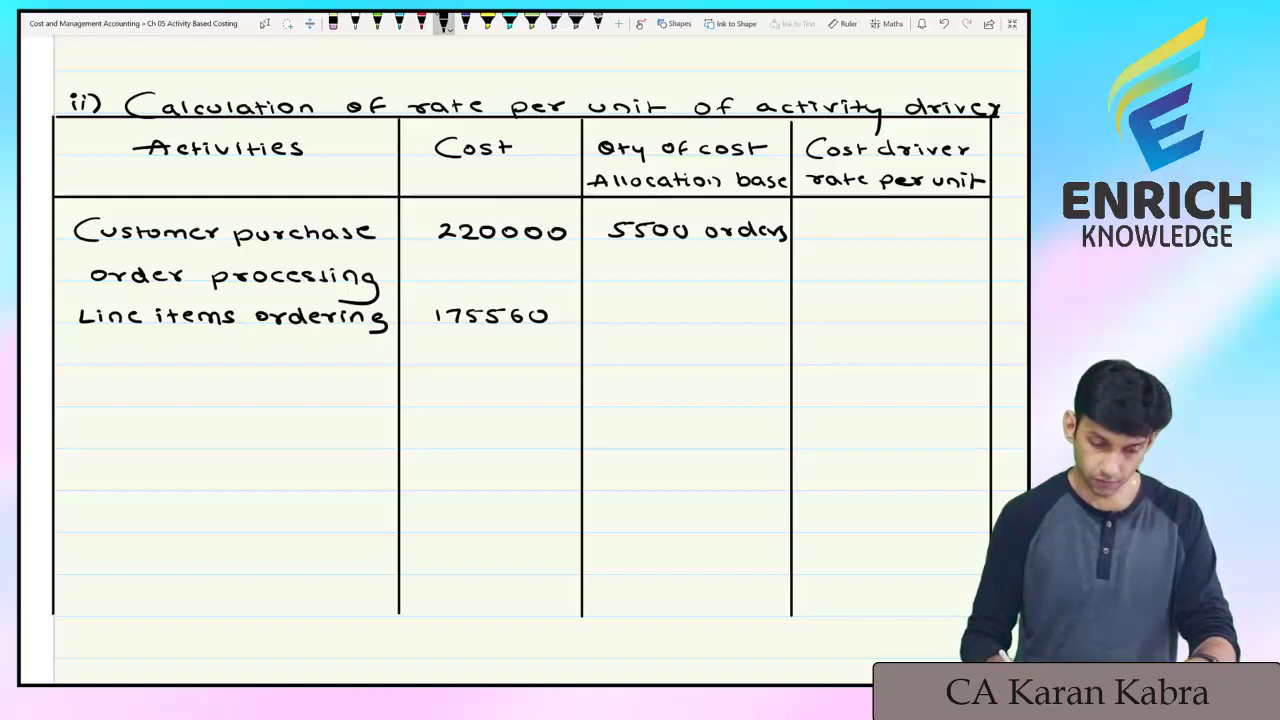 Cost and Management Accounting » Ch 05 Activity Based Costing
Shapes
Ink to Shape
Ink to Text
Ruler
Maths
ii) Calculation of rate per unit of activity driver
Activities Cost Qty of cost Allocation base Cost driver rate per unit
Customer purchase 220000 5500 orders
order processing
Line items ordering 175560
ENRICH
KNOWLEDGE
CA Karan Kabra